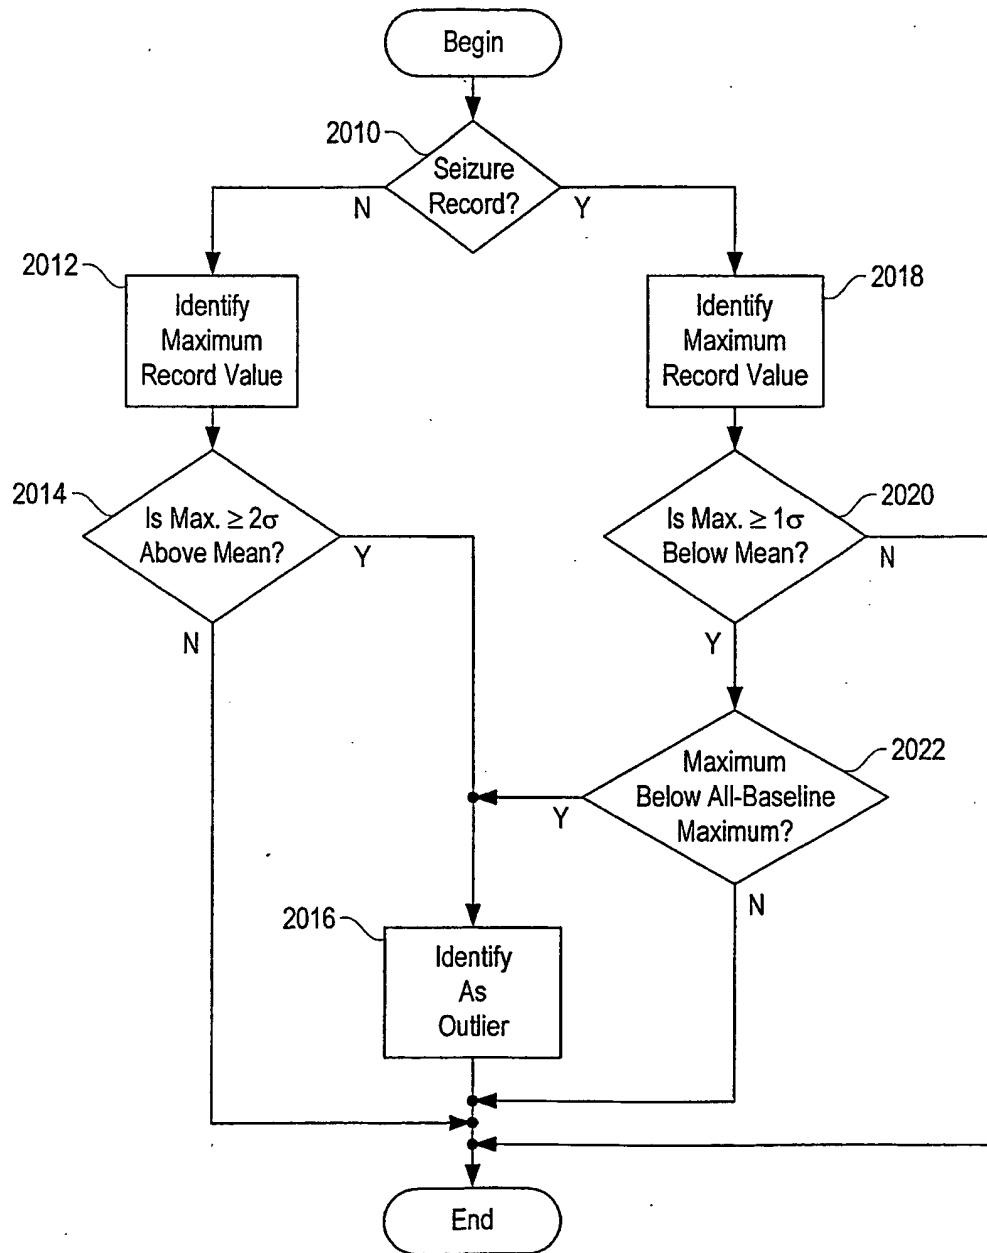 Begin
2010
Seizure
Record?
N
Y
2012
Identify
Maximum
Record Value
2018
Identify
Maximum
Record Value
2014
Is Max. ≥ 2σ
Above Mean?
Y
N
2020
Is Max. ≥ 1σ
Below Mean?
N
Y
2022
Maximum
Below All-Baseline
Maximum?
Y
N
2016
Identify
As
Outlier
End